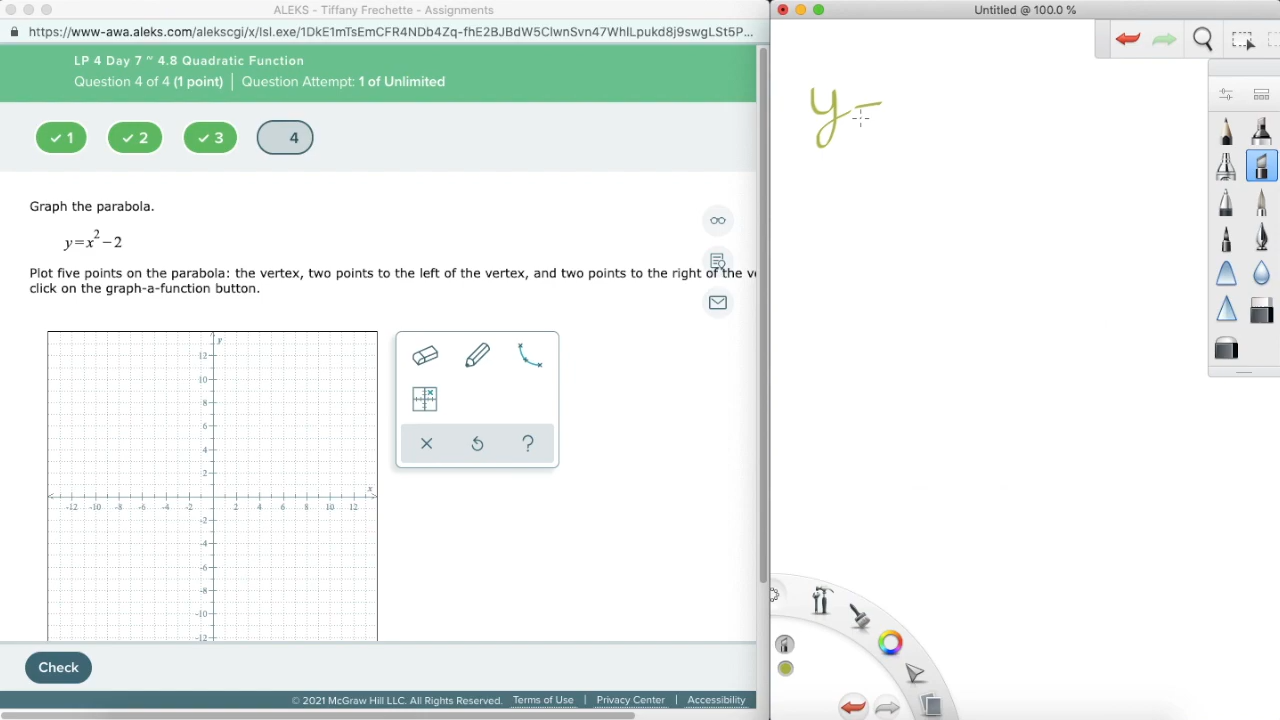 ALEKS - Tiffany Frechette - Assignments
Untitled @ 100.0 %
https://www-awa.aleks.com/alekscgi/x/Isl.exe/1DkE1mTsEmCFR4NDb4Zq-fhE2BJBdW5ClwnSvn47WhlLpukd8j9swgLSt5P...
LP 4 Day 7 ~ 4.8 Quadratic Function
Question 4 of 4 (1 point) | Question Attempt: 1 of Unlimited
✓ 1 ✓ 2 ✓ 3 4
y =
Graph the parabola.
y=x²−2
Plot five points on the parabola: the vertex, two points to the left of the vertex, and two points to the right of the ve
click on the graph-a-function button.
y
12
10
8
6
4
2
x
-12 -10 -8 -6 -4 -2 2 4 6 8 10 12
-2
-4
-6
-8
-10
-12
?
Check
© 2021 McGraw Hill LLC. All Rights Reserved. Terms of Use | Privacy Center | Accessibility